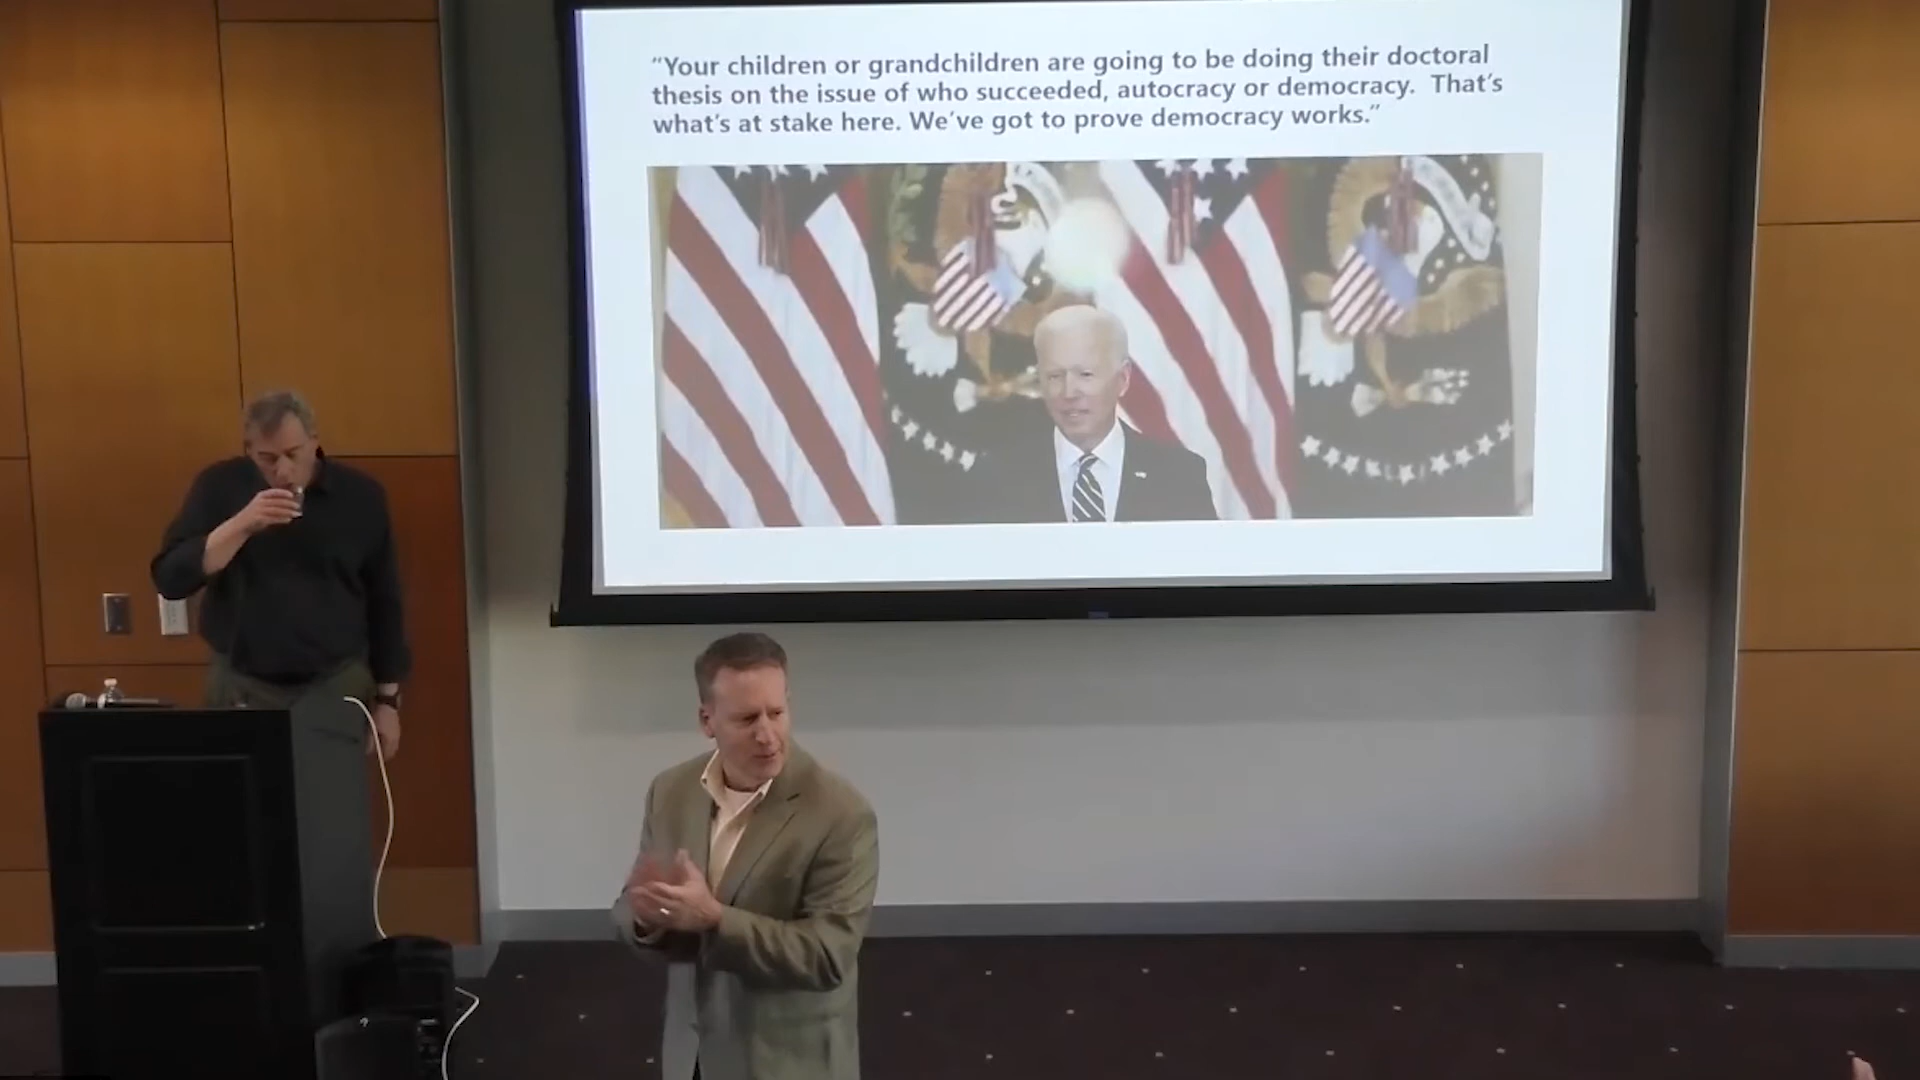 “Your children or grandchildren are going to be doing their doctoral
thesis on the issue of who succeeded, autocracy or democracy.  That’s
what’s at stake here. We’ve got to prove democracy works.”